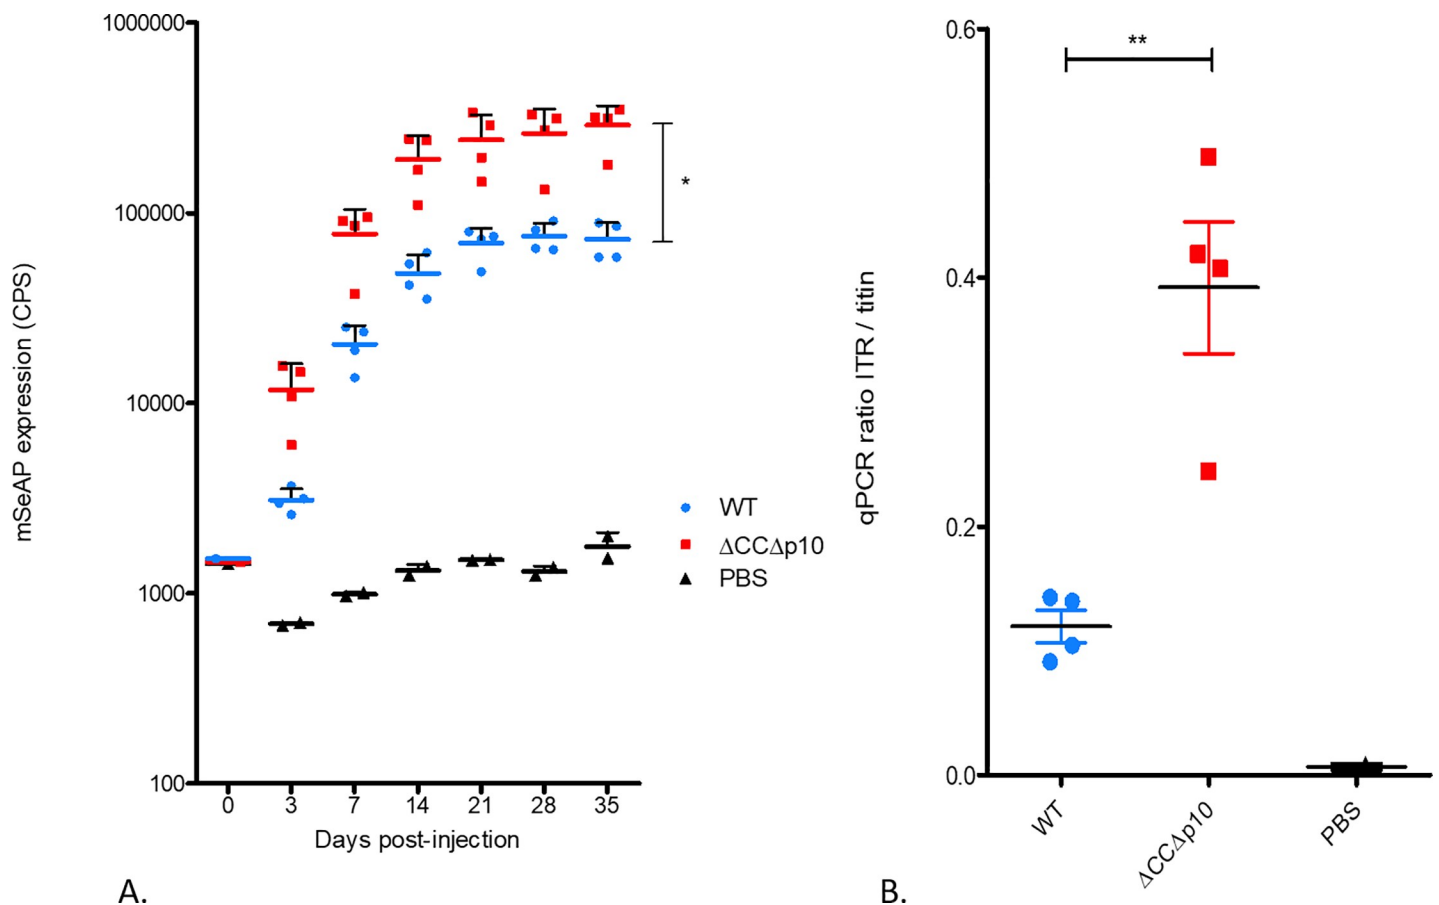 mSeAP expression (CPS)
1000000
100000
10000
1000
100
0 3 7 14 21 28 35
Days post-injection
*
WT
ΔCCΔp10
PBS
A.
qPCR ratio ITR / titin
0.6
0.4
0.2
0.0
**
WT
ΔCCΔp10
PBS
B.